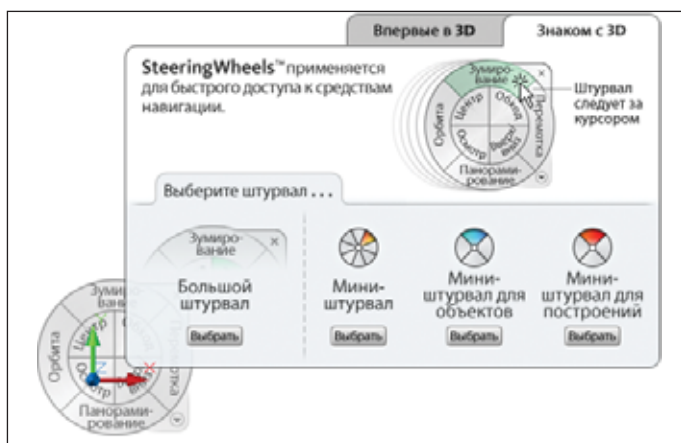 Впервые в 3D
Знаком с 3D
SteeringWheels™ применяется
для быстрого доступа к средствам
навигации.
Зумиро-
вание
Центр
Обход
Орбита
Перемотка
Осмотр
Вверх/
вниз
Панорами-
рование
Штурвал
следует за
курсором
Выберите штурвал . . .
Зумиро-
вание
Большой
штурвал
Выбрать
Мини-
штурвал
Выбрать
Мини-
штурвал для
объектов
Выбрать
Мини-
штурвал для
построений
Выбрать
Центр
Орбита
Осмотр
Вверх/
вниз
Перемотка
Панорами-
рование
Z
X